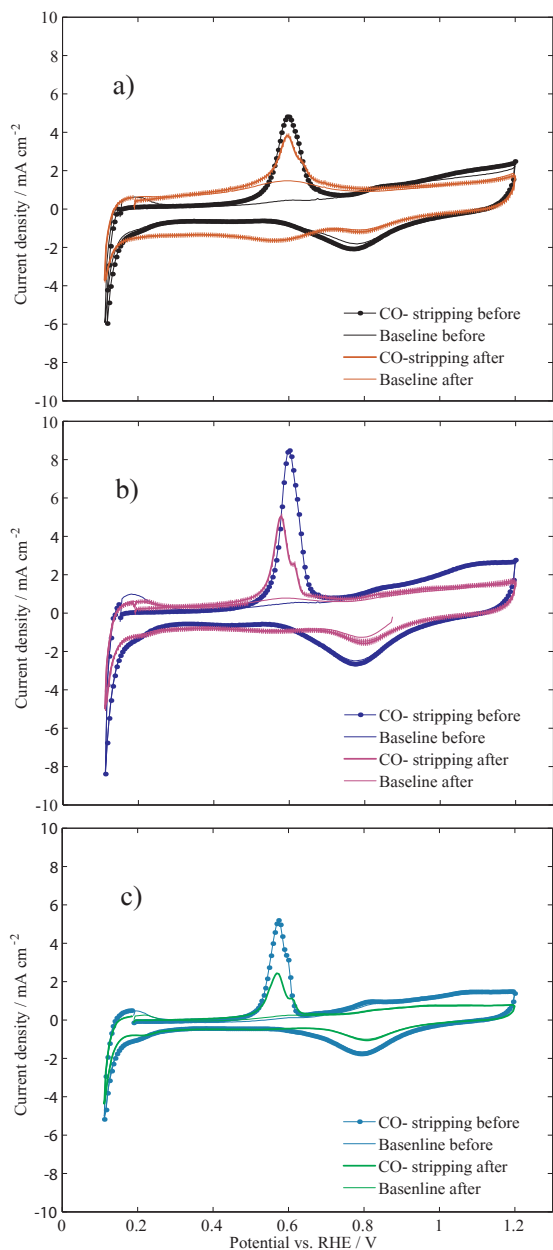 10
8
6
4
2
0
-2
-4
-6
-8
-10
Current density / mA cm⁻²
a)
CO- stripping before
Baseline before
CO-stripping after
Baseline after
10
8
6
4
2
0
-2
-4
-6
-8
-10
Current density / mA cm⁻²
b)
CO- stripping before
Baseline before
CO- stripping after
Baseline after
8
6
4
2
0
-2
-4
-6
-8
-10
Current density / mA cm⁻²
c)
CO- stripping before
Basenline before
CO- stripping after
Basenline after
0 0.2 0.4 0.6 0.8 1 1.2
Potential vs. RHE / V